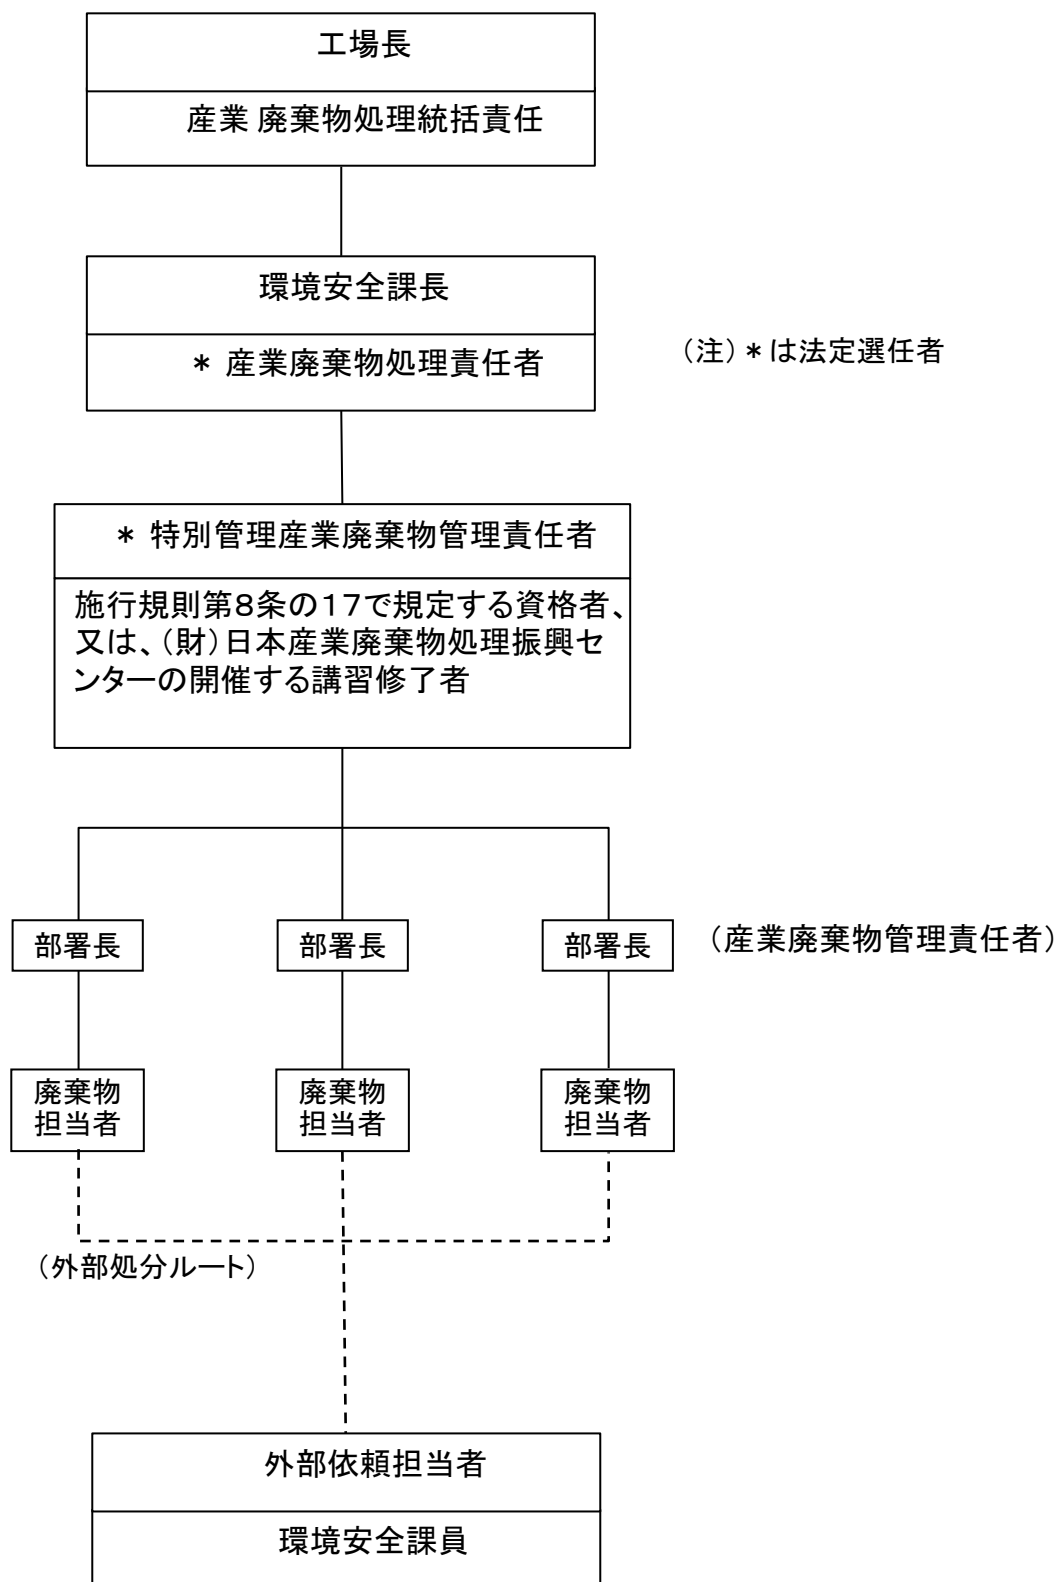 工場長
産業 廃棄物処理統括責任
環境安全課長
* 産業廃棄物処理責任者
（注）*は法定選任者
* 特別管理産業廃棄物管理責任者
施行規則第８条の１７で規定する資格者、
又は、（財）日本産業廃棄物処理振興セ
ンターの開催する講習修了者
部署長
部署長
部署長
（産業廃棄物管理責任者）
廃棄物
担当者
廃棄物
担当者
廃棄物
担当者
（外部処分ルート）
外部依頼担当者
環境安全課員